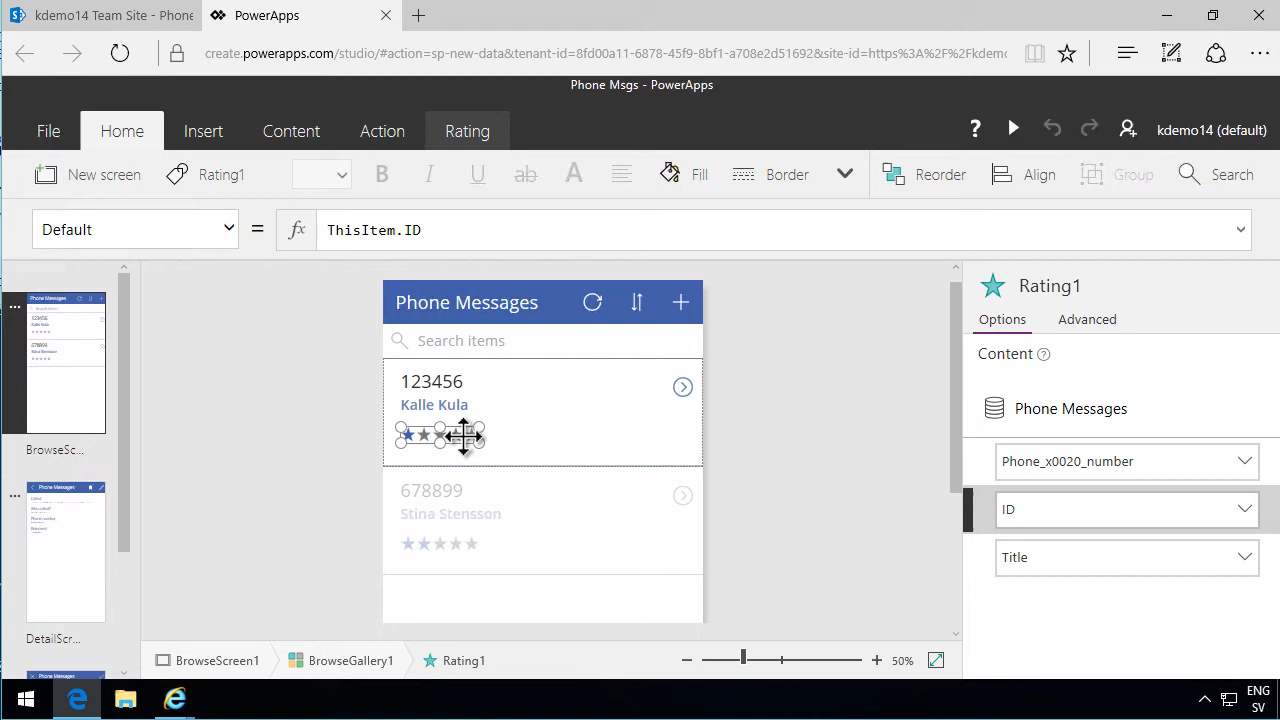 kdemo14 Team Site - Phone
PowerApps
create.powerapps.com/studio/#action=sp-new-data&tenant-id=8fd00a11-6878-45f9-8bf1-a708e2d51692&site-id=https%3A%2F%2Fkdemo
Phone Msgs - PowerApps
File
Home
Insert
Content
Action
Rating
? kdemo14 (default)
New screen
Rating1
B I U ab A
Fill
Border
Reorder
Align
Group
Search
Default
= fx
ThisItem.ID
BrowseSc...
DetailScr...
Phone Messages
Search items
123456
Kalle Kula
678899
Stina Stensson
Rating1
Options
Advanced
Content ?
Phone Messages
Phone_x0020_number
ID
Title
BrowseScreen1
BrowseGallery1
Rating1
50%
ENG
SV